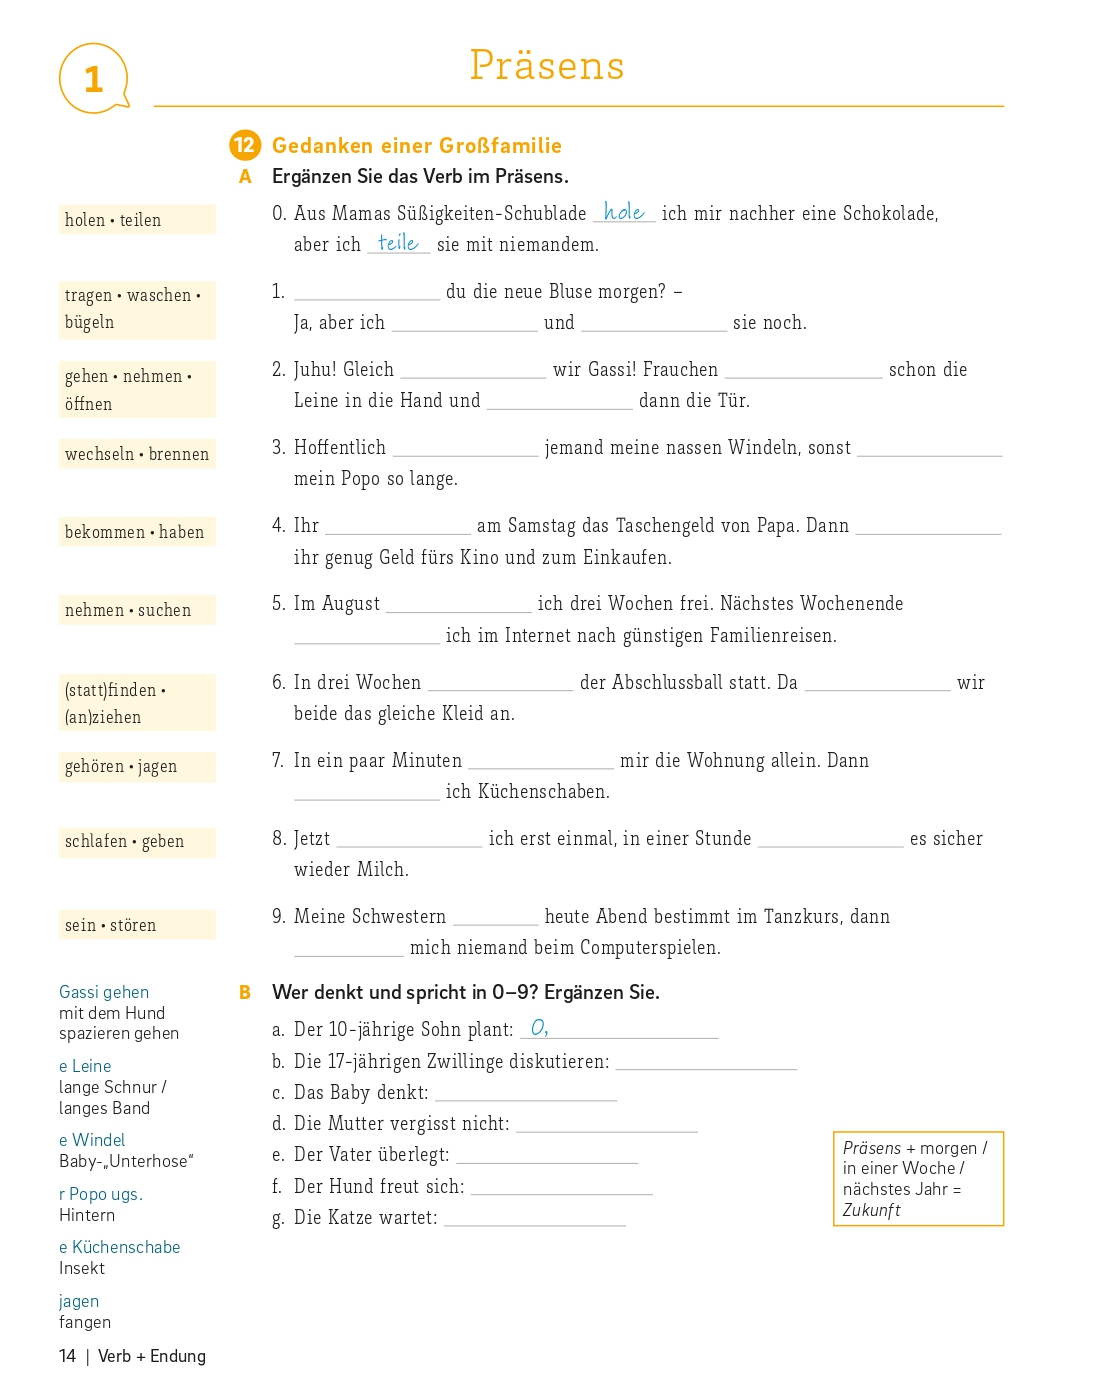 1
Präsens
12 Gedanken einer Großfamilie
A Ergänzen Sie das Verb im Präsens.
holen • teilen
0. Aus Mamas Süßigkeiten-Schublade hole ich mir nachher eine Schokolade,
aber ich teile sie mit niemandem.
tragen • waschen •
bügeln
1. ______ du die neue Bluse morgen? –
Ja, aber ich ______ und ______ sie noch.
gehen • nehmen •
öffnen
2. Juhu! Gleich ______ wir Gassi! Frauchen ______ schon die
Leine in die Hand und ______ dann die Tür.
wechseln • brennen
3. Hoffentlich ______ jemand meine nassen Windeln, sonst ______
mein Popo so lange.
bekommen • haben
4. Ihr ______ am Samstag das Taschengeld von Papa. Dann ______
ihr genug Geld fürs Kino und zum Einkaufen.
nehmen • suchen
5. Im August ______ ich drei Wochen frei. Nächstes Wochenende
______ ich im Internet nach günstigen Familienreisen.
(statt)finden •
(an)ziehen
6. In drei Wochen ______ der Abschlussball statt. Da ______ wir
beide das gleiche Kleid an.
gehören • jagen
7. In ein paar Minuten ______ mir die Wohnung allein. Dann
______ ich Küchenschaben.
schlafen • geben
8. Jetzt ______ ich erst einmal, in einer Stunde ______ es sicher
wieder Milch.
sein • stören
9. Meine Schwestern ______ heute Abend bestimmt im Tanzkurs, dann
______ mich niemand beim Computerspielen.
B Wer denkt und spricht in 0–9? Ergänzen Sie.
a. Der 10-jährige Sohn plant: 0,
b. Die 17-jährigen Zwillinge diskutieren: ______
c. Das Baby denkt: ______
d. Die Mutter vergisst nicht: ______
e. Der Vater überlegt: ______
f. Der Hund freut sich: ______
g. Die Katze wartet: ______
Gassi gehen
mit dem Hund
spazieren gehen
e Leine
lange Schnur /
langes Band
e Windel
Baby-„Unterhose“
r Popo ugs.
Hintern
e Küchenschabe
Insekt
jagen
fangen
Präsens + morgen /
in einer Woche /
nächstes Jahr =
Zukunft
14 | Verb + Endung